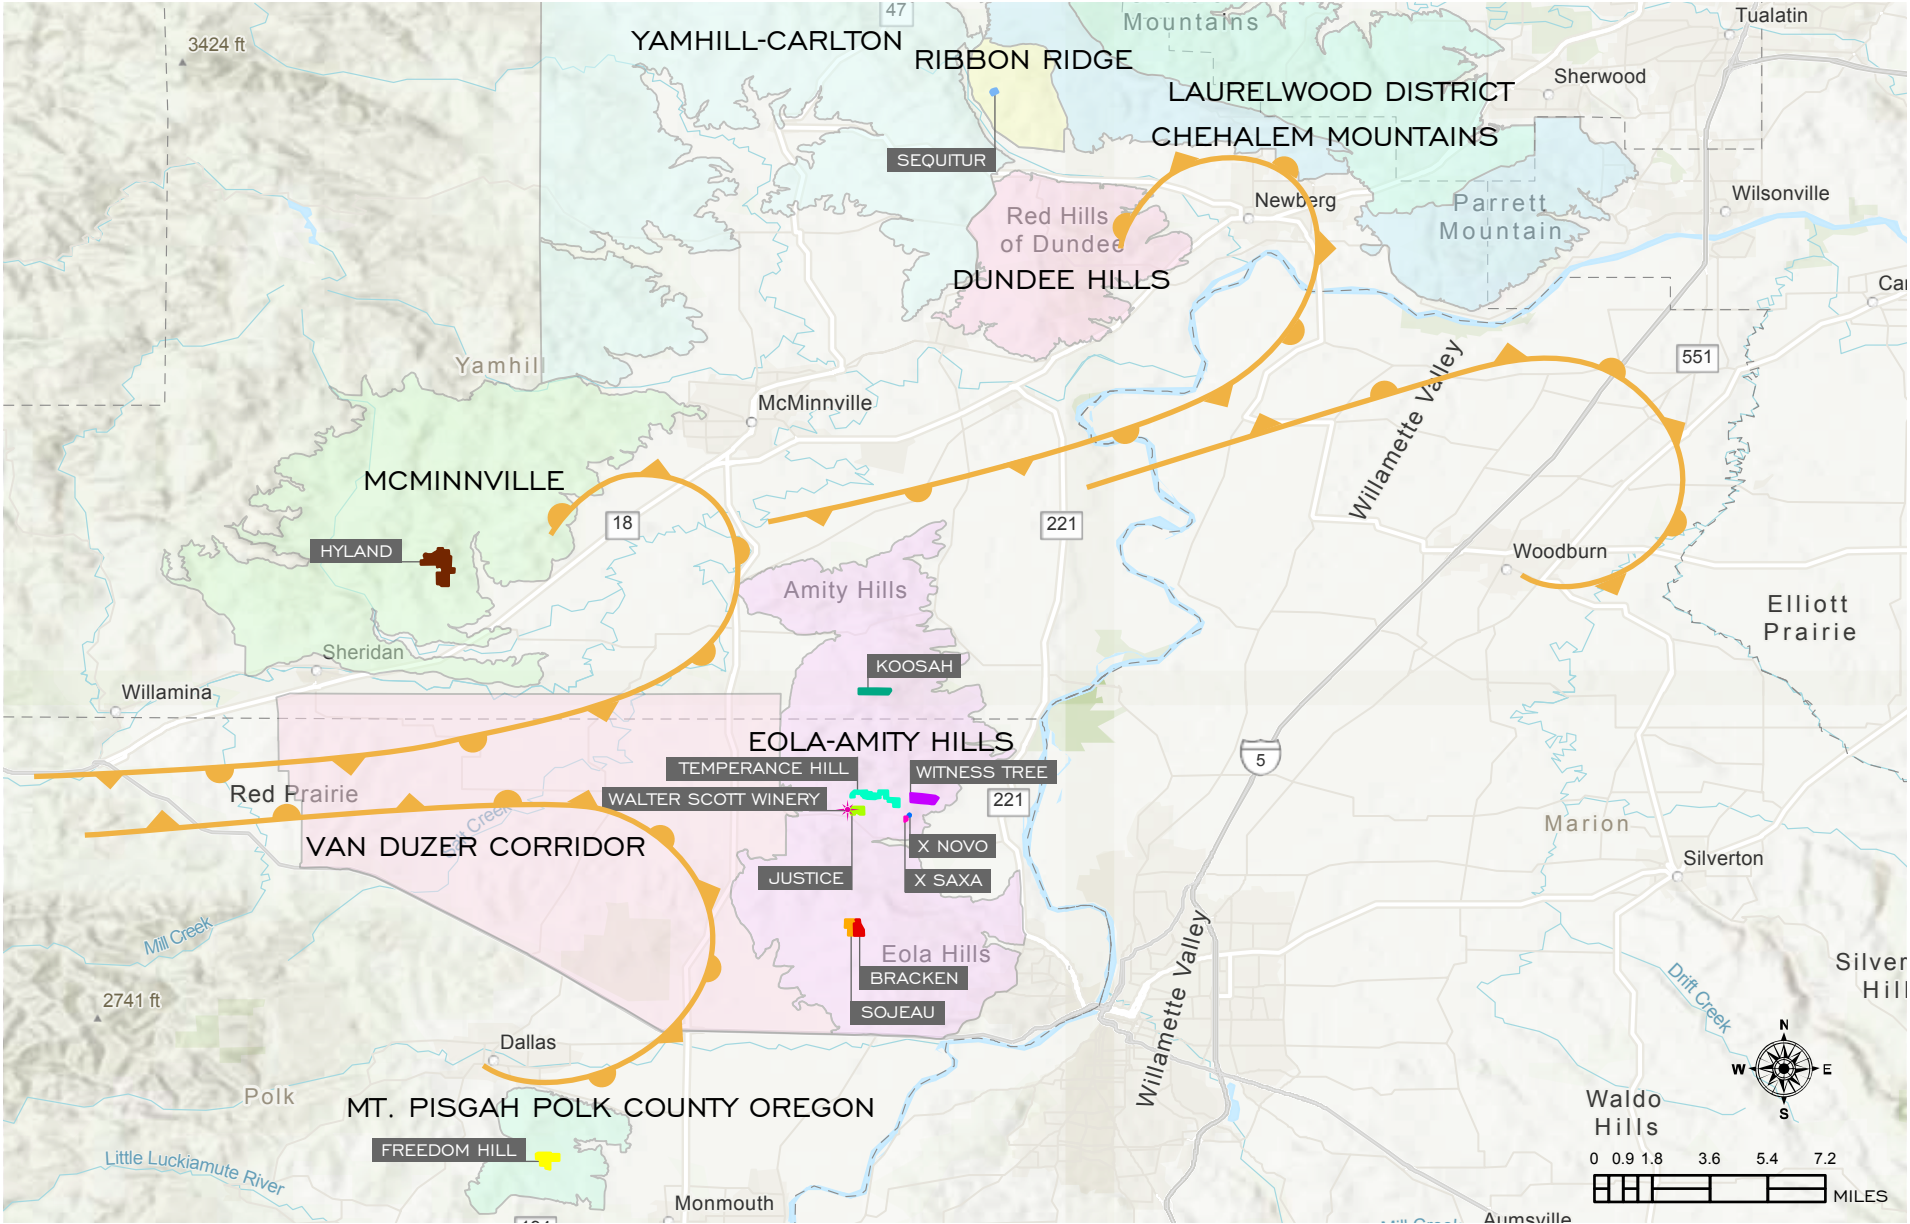 47
Mountains
Tualatin
3424 ft
YAMHILL-CARLTON
RIBBON RIDGE
Sherwood
LAURELWOOD DISTRICT
CHEHALEM MOUNTAINS
SEQUITUR
Newberg
Wilsonville
Red Hills
of Dundee
Parrett
Mountain
DUNDEE HILLS
551
Yamhill
Willamette Valley
McMinnville
MCMINNVILLE
18
221
HYLAND
Woodburn
Amity Hills
Elliott
Prairie
Sheridan
KOOSAH
Willamina
EOLA-AMITY HILLS
TEMPERANCE HILL
WITNESS TREE
5
Red Prairie
WALTER SCOTT WINERY
221
Salt Creek
VAN DUZER CORRIDOR
X NOVO
Marion
Silverton
JUSTICE
X SAXA
Mill Creek
Eola Hills
BRACKEN
Willamette Valley
Drift Creek
2741 ft
SOJEAU
Dallas
N
W
E
S
Polk
MT. PISGAH POLK COUNTY OREGON
Waldo
Hills
FREEDOM HILL
Little Luckiamute River
0 0.9 1.8 3.6 5.4 7.2
MILES
Monmouth
Aumsville